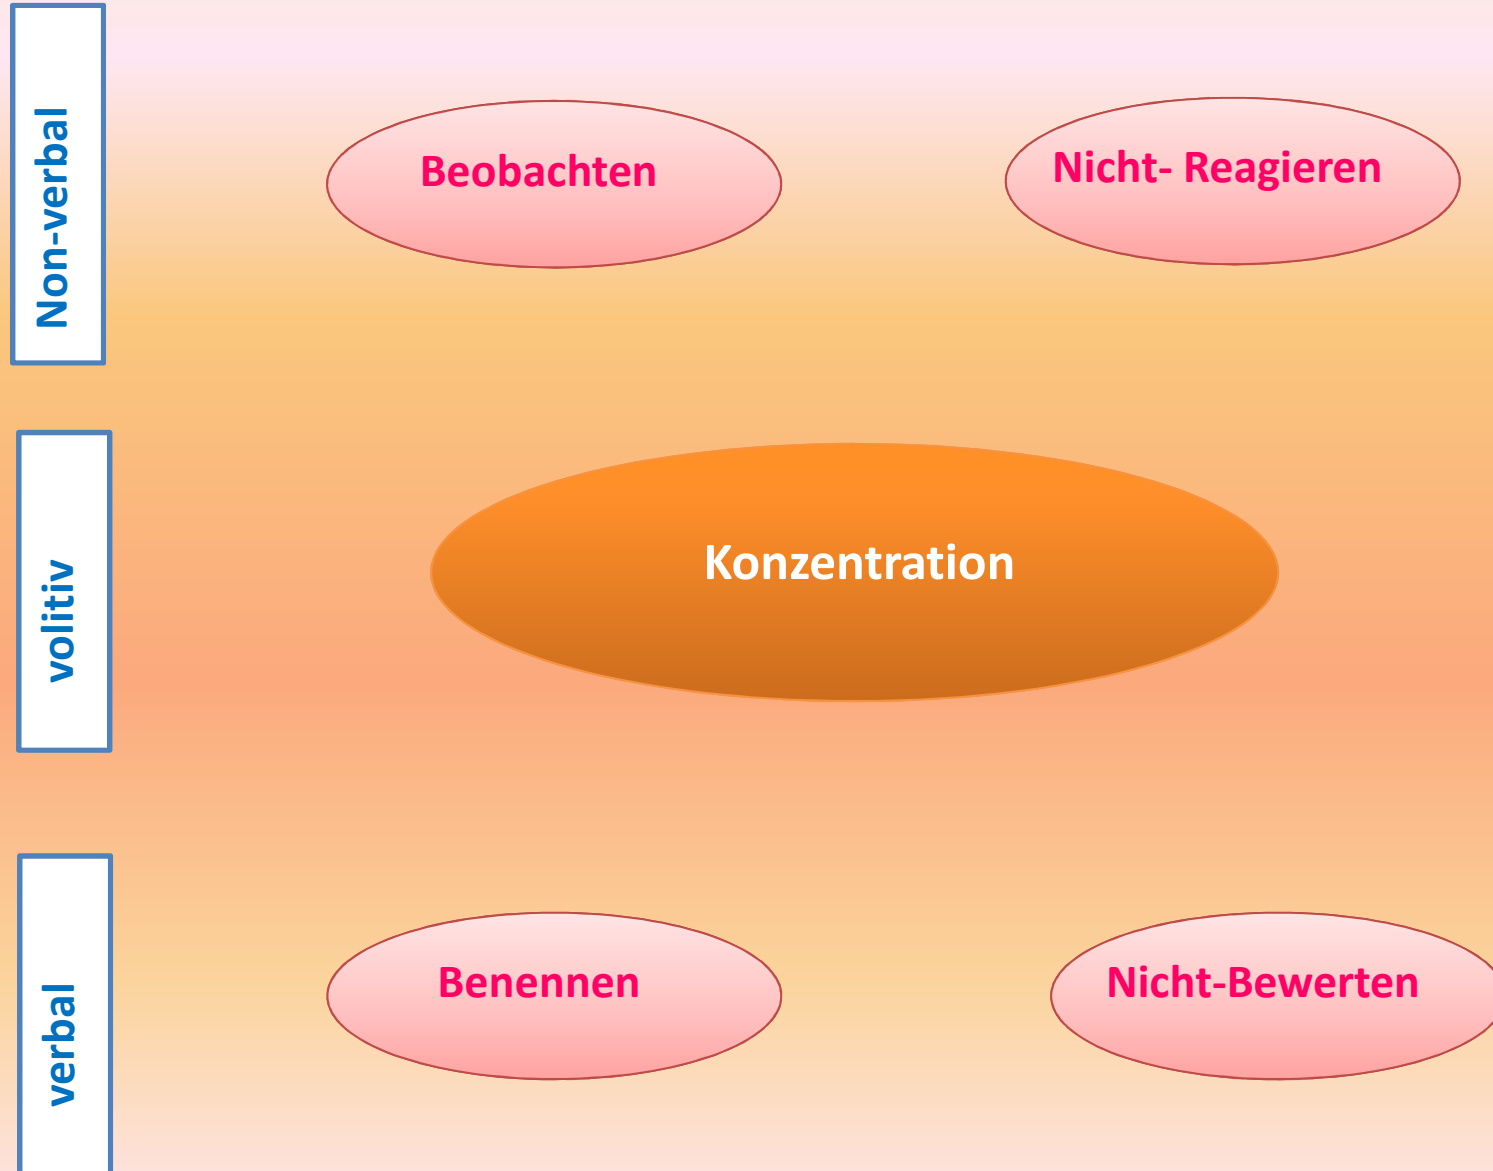 Non-verbal
Beobachten
Nicht- Reagieren
volitiv
Konzentration
verbal
Benennen
Nicht-Bewerten